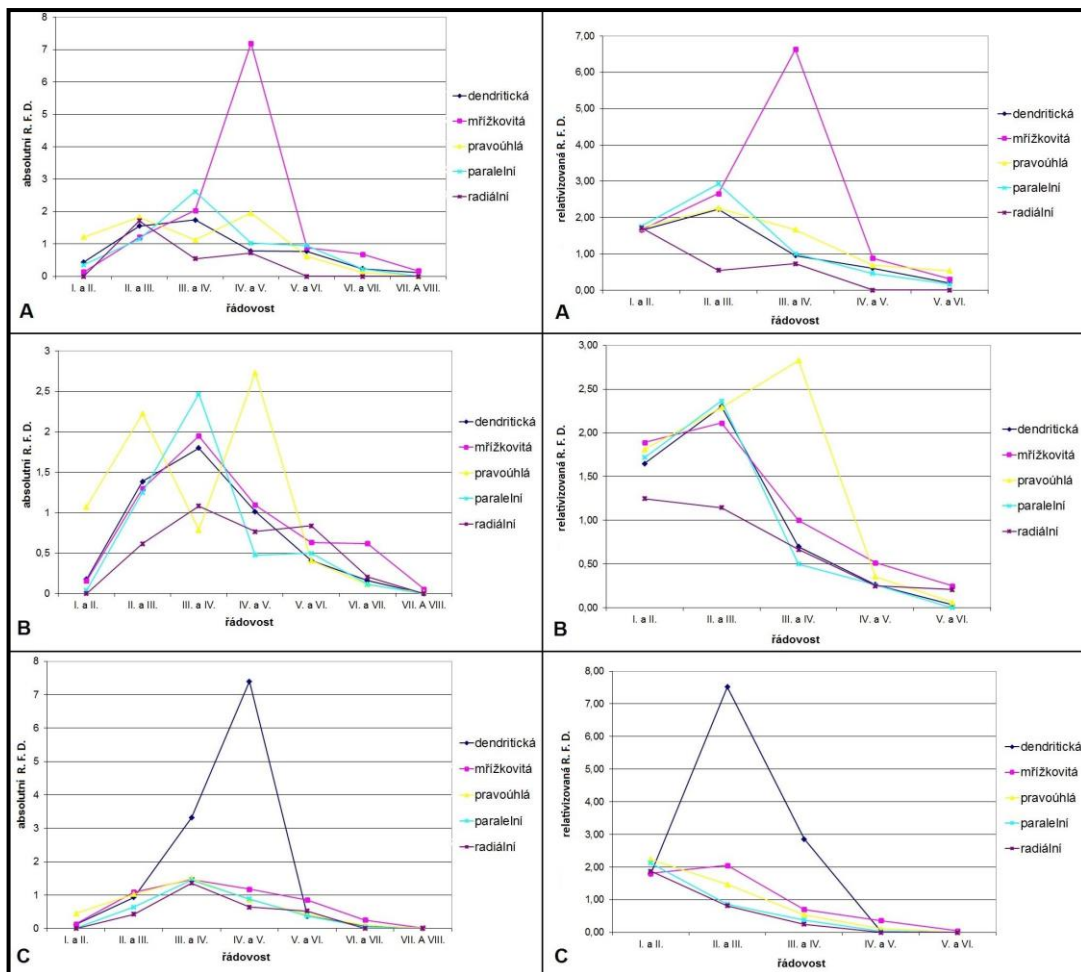 8
7
6
5
4
3
2
1
0
absolutní R. F. D.
I. a II. II. a III. III. a IV. IV. a V. V. a VI. VI. a VII. VII. A VIII.
řádovost
dendritická
mřížkovitá
pravoúhlá
paralelní
radiální
A
7,00
6,00
5,00
4,00
3,00
2,00
1,00
0,00
relativizovaná R. F. D.
I. a II. II. a III. III. a IV. IV. a V. V. a VI.
řádovost
dendritická
mřížkovitá
pravoúhlá
paralelní
radiální
A
3
2,5
2
1,5
1
0,5
0
absolutní R. F. D.
I. a II. II. a III. III. a IV. IV. a V. V. a VI. VI. a VII. VII. A VIII.
řádovost
dendritická
mřížkovitá
pravoúhlá
paralelní
radiální
B
3,00
2,50
2,00
1,50
1,00
0,50
0,00
relativizovaná R. F. D.
I. a II. II. a III. III. a IV. IV. a V. V. a VI.
řádovost
dendritická
mřížkovitá
pravoúhlá
paralelní
radiální
B
8
7
6
5
4
3
2
1
0
absolutní R. F. D.
I. a II. II. a III. III. a IV. IV. a V. V. a VI. VI. a VII. VII. A VIII.
řádovost
dendritická
mřížkovitá
pravoúhlá
paralelní
radiální
C
8,00
7,00
6,00
5,00
4,00
3,00
2,00
1,00
0,00
relativizovaná R. F. D.
I. a II. II. a III. III. a IV. IV. a V. V. a VI.
řádovost
dendritická
mřížkovitá
pravoúhlá
paralelní
radiální
C